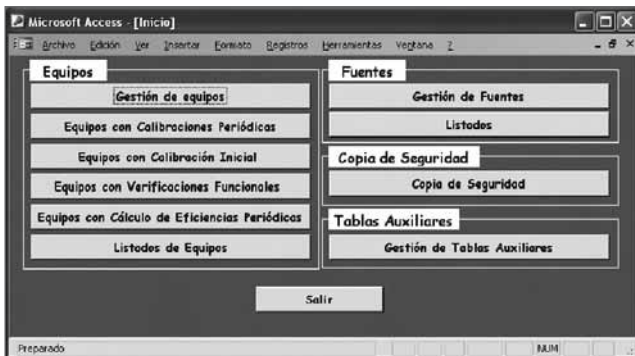 Microsoft Access - [Inicio]
Archivo Edición Ver Insertar Formato Registros Herramientas Ventana ?
Equipos
Gestión de equipos
Equipos con Calibraciones Periódicas
Equipos con Calibración Inicial
Equipos con Verificaciones Funcionales
Equipos con Cálculo de Eficiencias Periódicas
Listados de Equipos
Fuentes
Gestión de Fuentes
Listados
Copia de Seguridad
Copia de Seguridad
Tablas Auxiliares
Gestión de Tablas Auxiliares
Salir
Preparado NUM